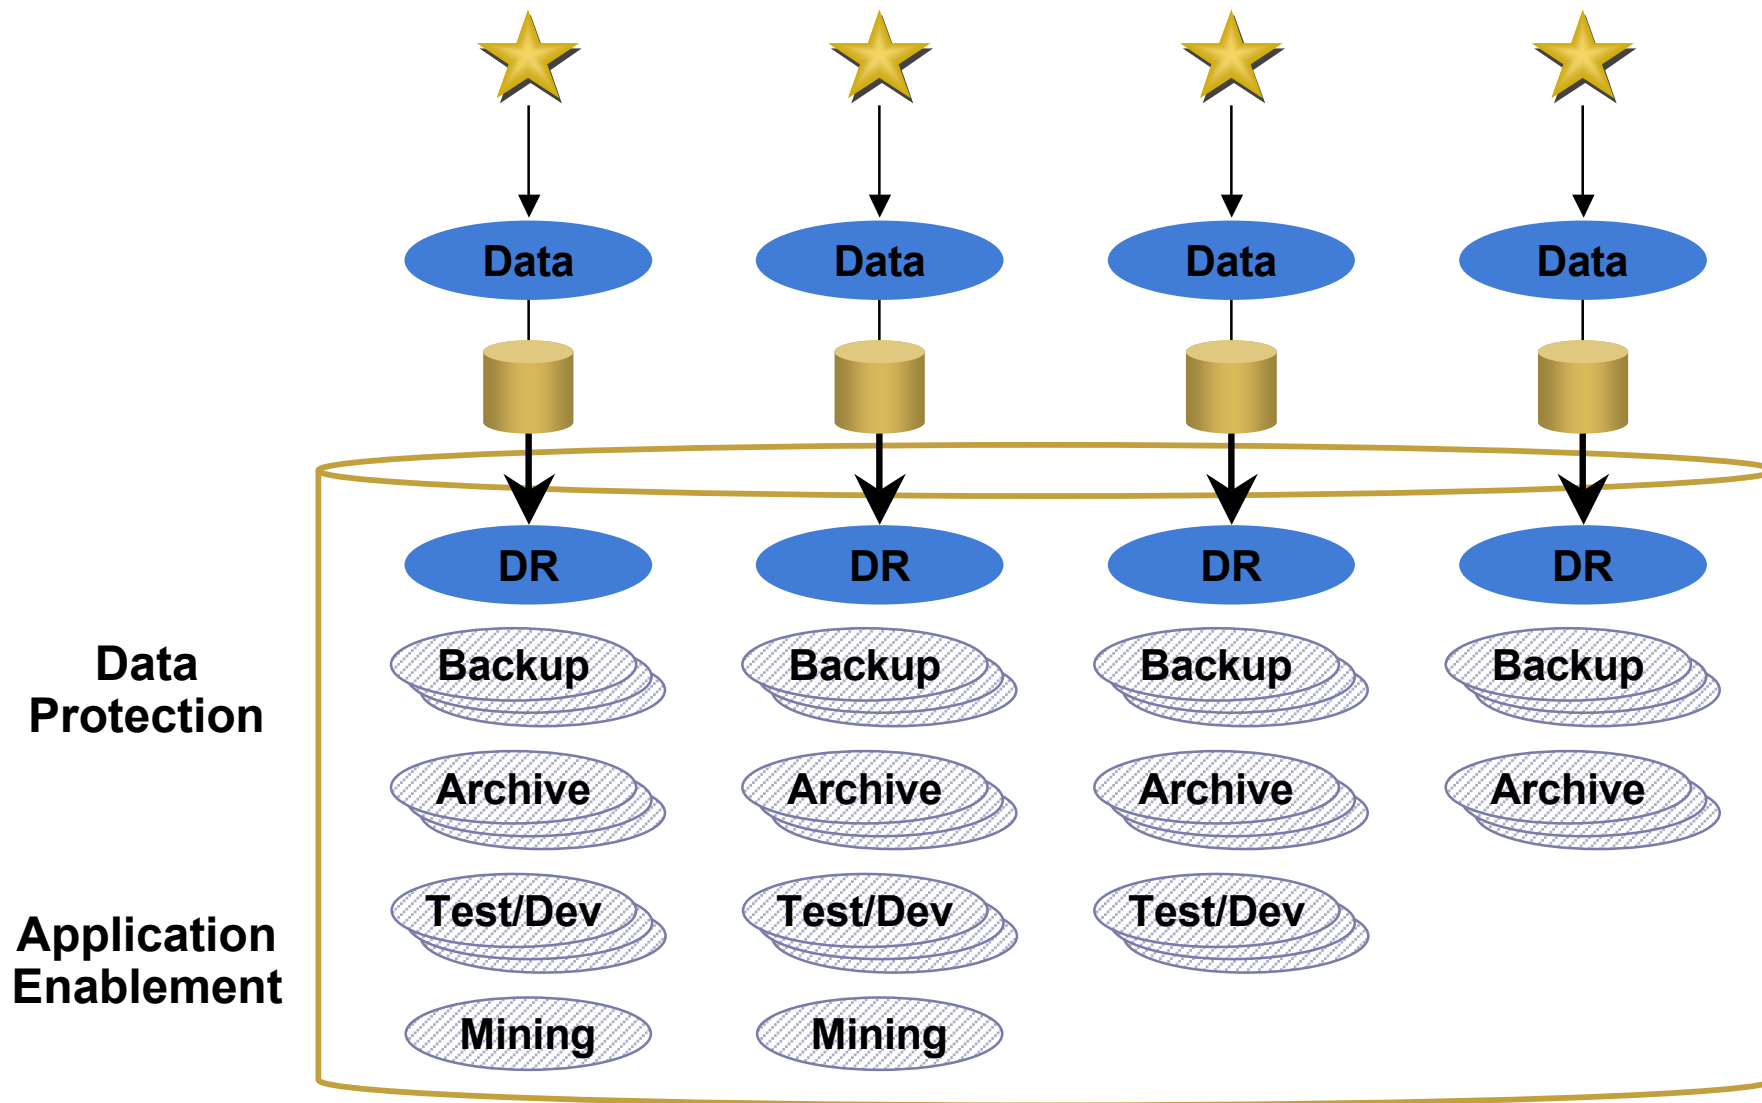 Data Data Data Data
DR DR DR DR
Data
Protection
Backup Backup Backup Backup
Archive Archive Archive Archive
Application
Enablement
Test/Dev Test/Dev Test/Dev
Mining Mining